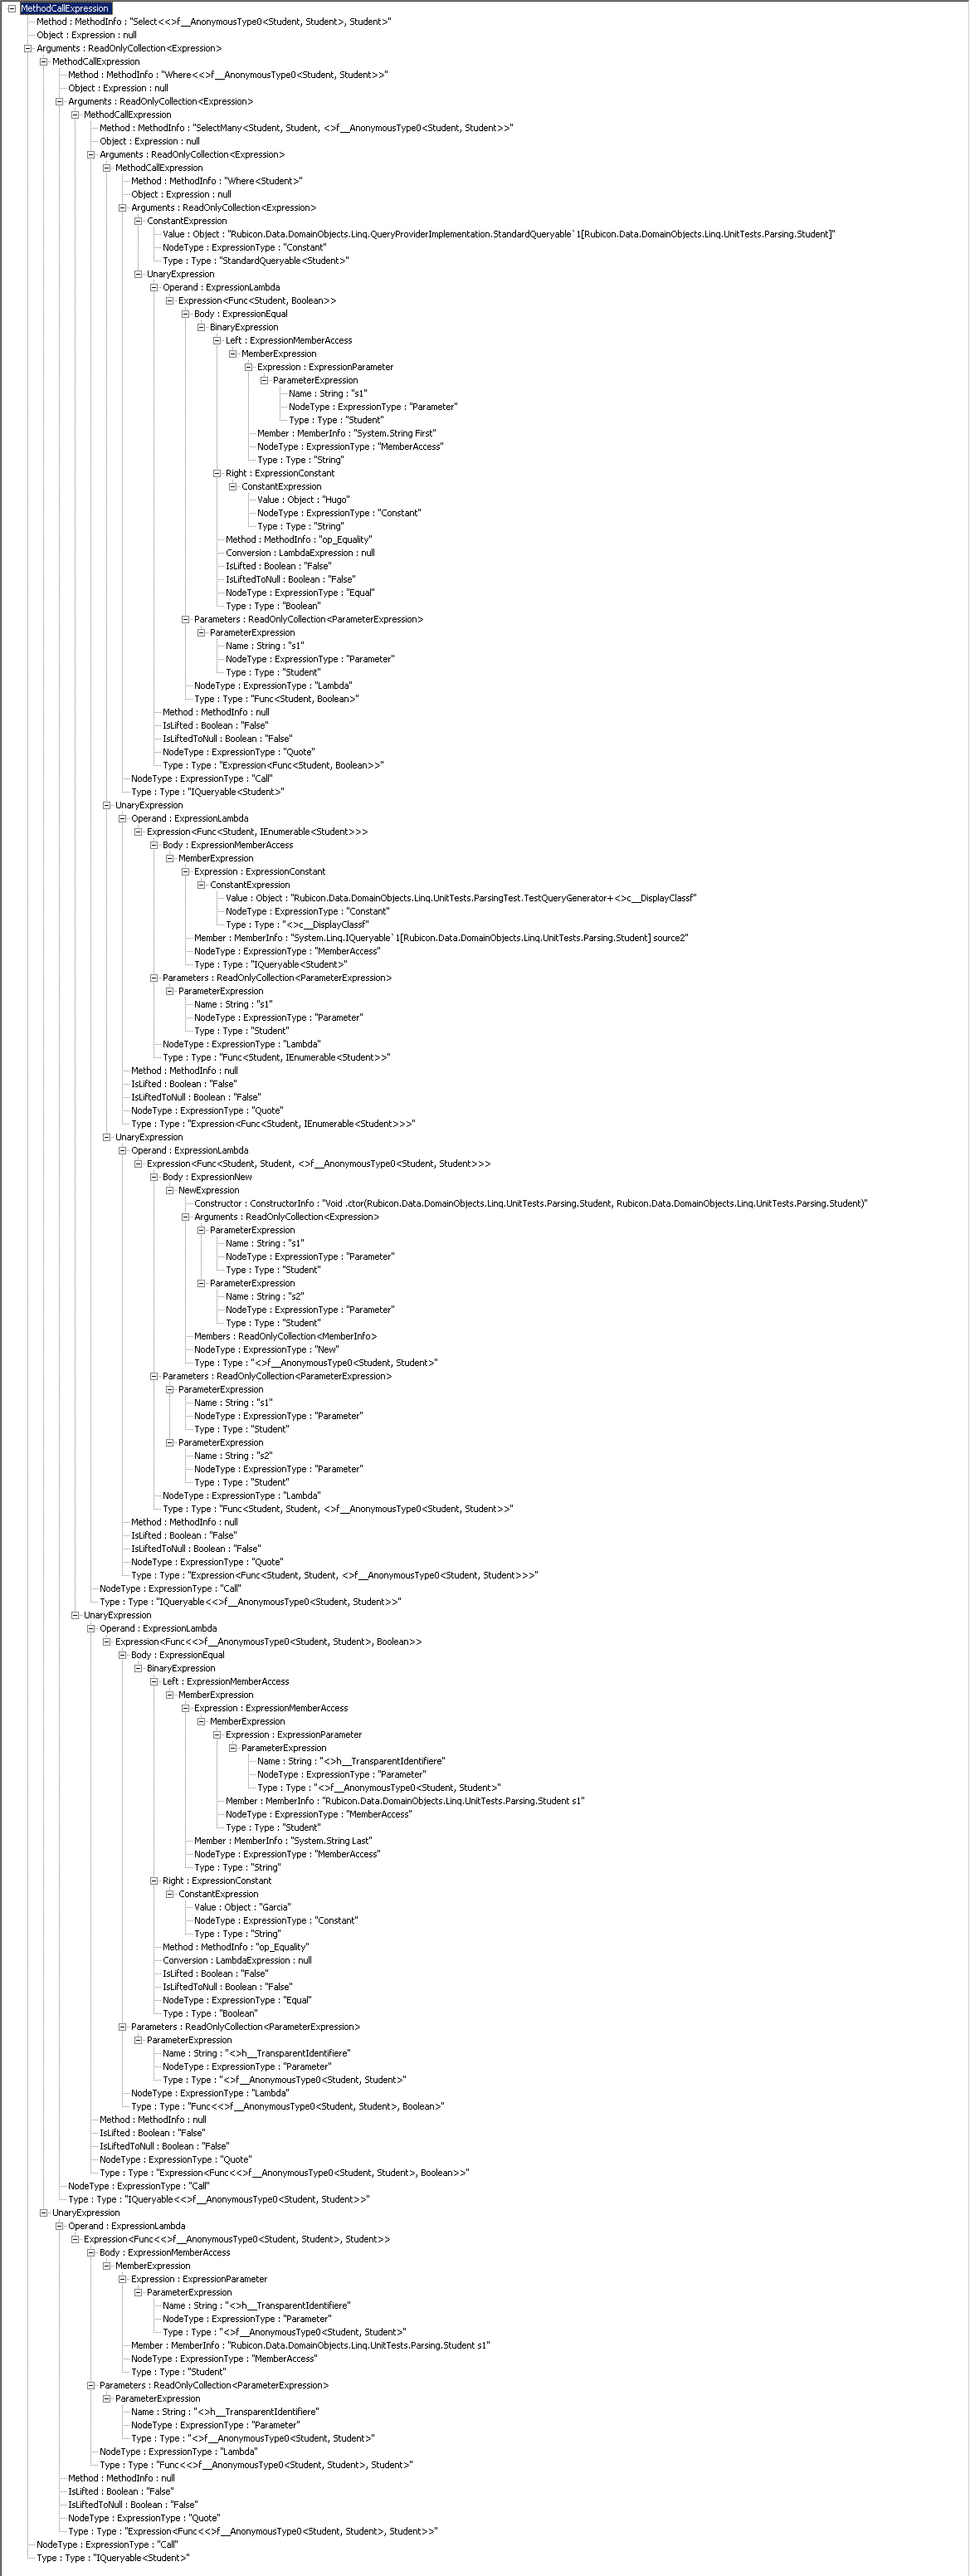 MethodCallExpression
Method : MethodInfo : "Select<<>f__AnonymousType0<Student, Student>, Student>"
Object : Expression : null
Arguments : ReadOnlyCollection<Expression>
MethodCallExpression
Method : MethodInfo : "Where<<>f__AnonymousType0<Student, Student>>"
Object : Expression : null
Arguments : ReadOnlyCollection<Expression>
MethodCallExpression
Method : MethodInfo : "SelectMany<Student, Student, <>f__AnonymousType0<Student, Student>>"
Object : Expression : null
Arguments : ReadOnlyCollection<Expression>
MethodCallExpression
Method : MethodInfo : "Where<Student>"
Object : Expression : null
Arguments : ReadOnlyCollection<Expression>
ConstantExpression
Value : Object : "Rubicon.Data.DomainObjects.Linq.QueryProviderImplementation.StandardQueryable`1[Rubicon.Data.DomainObjects.Linq.UnitTests.Parsing.Student]"
NodeType : ExpressionType : "Constant"
Type : Type : "StandardQueryable<Student>"
UnaryExpression
Operand : ExpressionLambda
Expression<Func<Student, Boolean>>
Body : ExpressionEqual
BinaryExpression
Left : ExpressionMemberAccess
MemberExpression
Expression : ExpressionParameter
ParameterExpression
Name : String : "s1"
NodeType : ExpressionType : "Parameter"
Type : Type : "Student"
Member : MemberInfo : "System.String First"
NodeType : ExpressionType : "MemberAccess"
Type : Type : "String"
Right : ExpressionConstant
ConstantExpression
Value : Object : "Hugo"
NodeType : ExpressionType : "Constant"
Type : Type : "String"
Method : MethodInfo : "op_Equality"
Conversion : LambdaExpression : null
IsLifted : Boolean : "False"
IsLiftedToNull : Boolean : "False"
NodeType : ExpressionType : "Equal"
Type : Type : "Boolean"
Parameters : ReadOnlyCollection<ParameterExpression>
ParameterExpression
Name : String : "s1"
NodeType : ExpressionType : "Parameter"
Type : Type : "Student"
NodeType : ExpressionType : "Lambda"
Type : Type : "Func<Student, Boolean>"
Method : MethodInfo : null
IsLifted : Boolean : "False"
IsLiftedToNull : Boolean : "False"
NodeType : ExpressionType : "Quote"
Type : Type : "Expression<Func<Student, Boolean>>"
NodeType : ExpressionType : "Call"
Type : Type : "IQueryable<Student>"
UnaryExpression
Operand : ExpressionLambda
Expression<Func<Student, IEnumerable<Student>>>
Body : ExpressionMemberAccess
MemberExpression
Expression : ExpressionConstant
ConstantExpression
Value : Object : "Rubicon.Data.DomainObjects.Linq.UnitTests.ParsingTest.TestQueryGenerator+<>c__DisplayClassf"
NodeType : ExpressionType : "Constant"
Type : Type : "<>c__DisplayClassf"
Member : MemberInfo : "System.Linq.IQueryable`1[Rubicon.Data.DomainObjects.Linq.UnitTests.Parsing.Student] source2"
NodeType : ExpressionType : "MemberAccess"
Type : Type : "IQueryable<Student>"
Parameters : ReadOnlyCollection<ParameterExpression>
ParameterExpression
Name : String : "s1"
NodeType : ExpressionType : "Parameter"
Type : Type : "Student"
NodeType : ExpressionType : "Lambda"
Type : Type : "Func<Student, IEnumerable<Student>>"
Method : MethodInfo : null
IsLifted : Boolean : "False"
IsLiftedToNull : Boolean : "False"
NodeType : ExpressionType : "Quote"
Type : Type : "Expression<Func<Student, IEnumerable<Student>>>"
UnaryExpression
Operand : ExpressionLambda
Expression<Func<Student, Student, <>f__AnonymousType0<Student, Student>>>
Body : ExpressionNew
NewExpression
Constructor : ConstructorInfo : "Void .ctor(Rubicon.Data.DomainObjects.Linq.UnitTests.Parsing.Student, Rubicon.Data.DomainObjects.Linq.UnitTests.Parsing.Student)"
Arguments : ReadOnlyCollection<Expression>
ParameterExpression
Name : String : "s1"
NodeType : ExpressionType : "Parameter"
Type : Type : "Student"
ParameterExpression
Name : String : "s2"
NodeType : ExpressionType : "Parameter"
Type : Type : "Student"
Members : ReadOnlyCollection<MemberInfo>
NodeType : ExpressionType : "New"
Type : Type : "<>f__AnonymousType0<Student, Student>"
Parameters : ReadOnlyCollection<ParameterExpression>
ParameterExpression
Name : String : "s1"
NodeType : ExpressionType : "Parameter"
Type : Type : "Student"
ParameterExpression
Name : String : "s2"
NodeType : ExpressionType : "Parameter"
Type : Type : "Student"
NodeType : ExpressionType : "Lambda"
Type : Type : "Func<Student, Student, <>f__AnonymousType0<Student, Student>>"
Method : MethodInfo : null
IsLifted : Boolean : "False"
IsLiftedToNull : Boolean : "False"
NodeType : ExpressionType : "Quote"
Type : Type : "Expression<Func<Student, Student, <>f__AnonymousType0<Student, Student>>>"
NodeType : ExpressionType : "Call"
Type : Type : "IQueryable<<>f__AnonymousType0<Student, Student>>"
UnaryExpression
Operand : ExpressionLambda
Expression<Func<<>f__AnonymousType0<Student, Student>, Boolean>>
Body : ExpressionEqual
BinaryExpression
Left : ExpressionMemberAccess
MemberExpression
Expression : ExpressionMemberAccess
MemberExpression
Expression : ExpressionParameter
ParameterExpression
Name : String : "<>h__TransparentIdentifiere"
NodeType : ExpressionType : "Parameter"
Type : Type : "<>f__AnonymousType0<Student, Student>"
Member : MemberInfo : "Rubicon.Data.DomainObjects.Linq.UnitTests.Parsing.Student s1"
NodeType : ExpressionType : "MemberAccess"
Type : Type : "Student"
Member : MemberInfo : "System.String Last"
NodeType : ExpressionType : "MemberAccess"
Type : Type : "String"
Right : ExpressionConstant
ConstantExpression
Value : Object : "Garcia"
NodeType : ExpressionType : "Constant"
Type : Type : "String"
Method : MethodInfo : "op_Equality"
Conversion : LambdaExpression : null
IsLifted : Boolean : "False"
IsLiftedToNull : Boolean : "False"
NodeType : ExpressionType : "Equal"
Type : Type : "Boolean"
Parameters : ReadOnlyCollection<ParameterExpression>
ParameterExpression
Name : String : "<>h__TransparentIdentifiere"
NodeType : ExpressionType : "Parameter"
Type : Type : "<>f__AnonymousType0<Student, Student>"
NodeType : ExpressionType : "Lambda"
Type : Type : "Func<<>f__AnonymousType0<Student, Student>, Boolean>"
Method : MethodInfo : null
IsLifted : Boolean : "False"
IsLiftedToNull : Boolean : "False"
NodeType : ExpressionType : "Quote"
Type : Type : "Expression<Func<<>f__AnonymousType0<Student, Student>, Boolean>>"
NodeType : ExpressionType : "Call"
Type : Type : "IQueryable<<>f__AnonymousType0<Student, Student>>"
UnaryExpression
Operand : ExpressionLambda
Expression<Func<<>f__AnonymousType0<Student, Student>, Student>>
Body : ExpressionMemberAccess
MemberExpression
Expression : ExpressionParameter
ParameterExpression
Name : String : "<>h__TransparentIdentifiere"
NodeType : ExpressionType : "Parameter"
Type : Type : "<>f__AnonymousType0<Student, Student>"
Member : MemberInfo : "Rubicon.Data.DomainObjects.Linq.UnitTests.Parsing.Student s1"
NodeType : ExpressionType : "MemberAccess"
Type : Type : "Student"
Parameters : ReadOnlyCollection<ParameterExpression>
ParameterExpression
Name : String : "<>h__TransparentIdentifiere"
NodeType : ExpressionType : "Parameter"
Type : Type : "<>f__AnonymousType0<Student, Student>"
NodeType : ExpressionType : "Lambda"
Type : Type : "Func<<>f__AnonymousType0<Student, Student>, Student>"
Method : MethodInfo : null
IsLifted : Boolean : "False"
IsLiftedToNull : Boolean : "False"
NodeType : ExpressionType : "Quote"
Type : Type : "Expression<Func<<>f__AnonymousType0<Student, Student>, Student>>"
NodeType : ExpressionType : "Call"
Type : Type : "IQueryable<Student>"